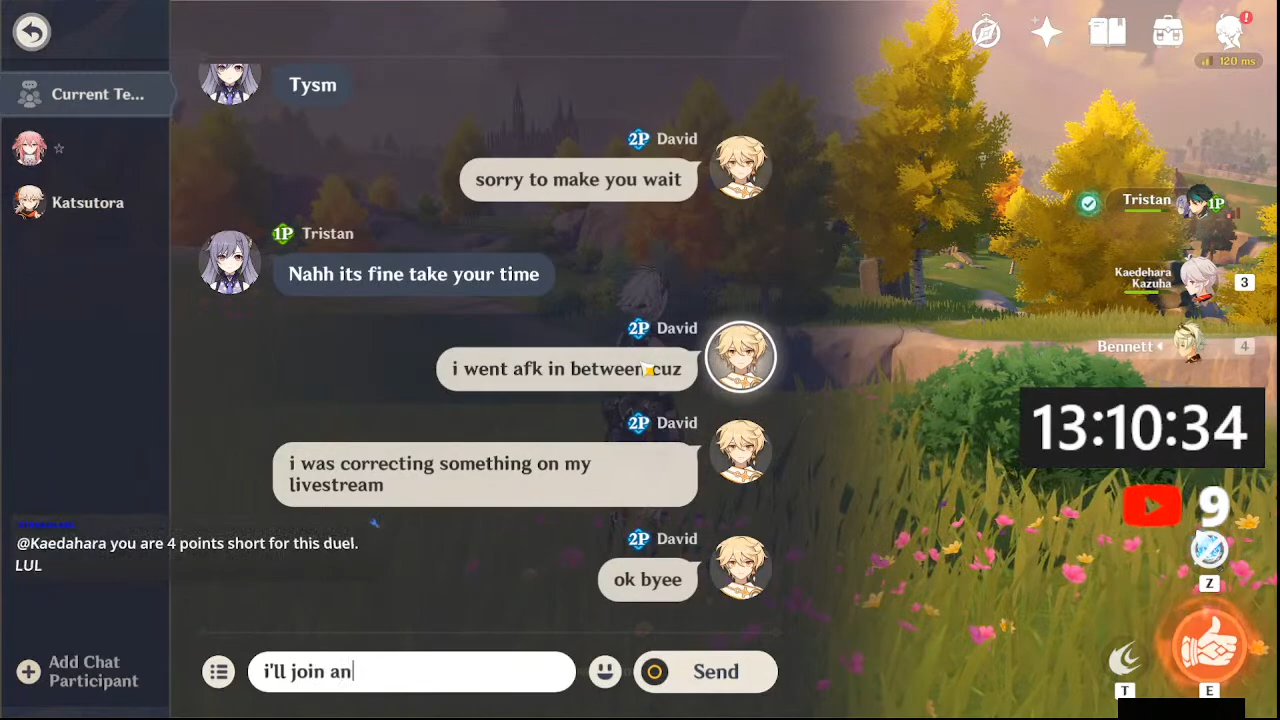 Current Te...
☆
Katsutora
Tysm
2P David
sorry to make you wait
1P Tristan
Nahh its fine take your time
2P David
i went afk in between cuz
2P David
i was correcting something on my
livestream
2P David
ok byee
@Kaedahara you are 4 points short for this duel.
LUL
Add Chat
Participant
i'll join an
Send
120 ms
Tristan
1P
Kaedehara
Kazuha
3
Bennett
4
13:10:34
9
Z
T
E